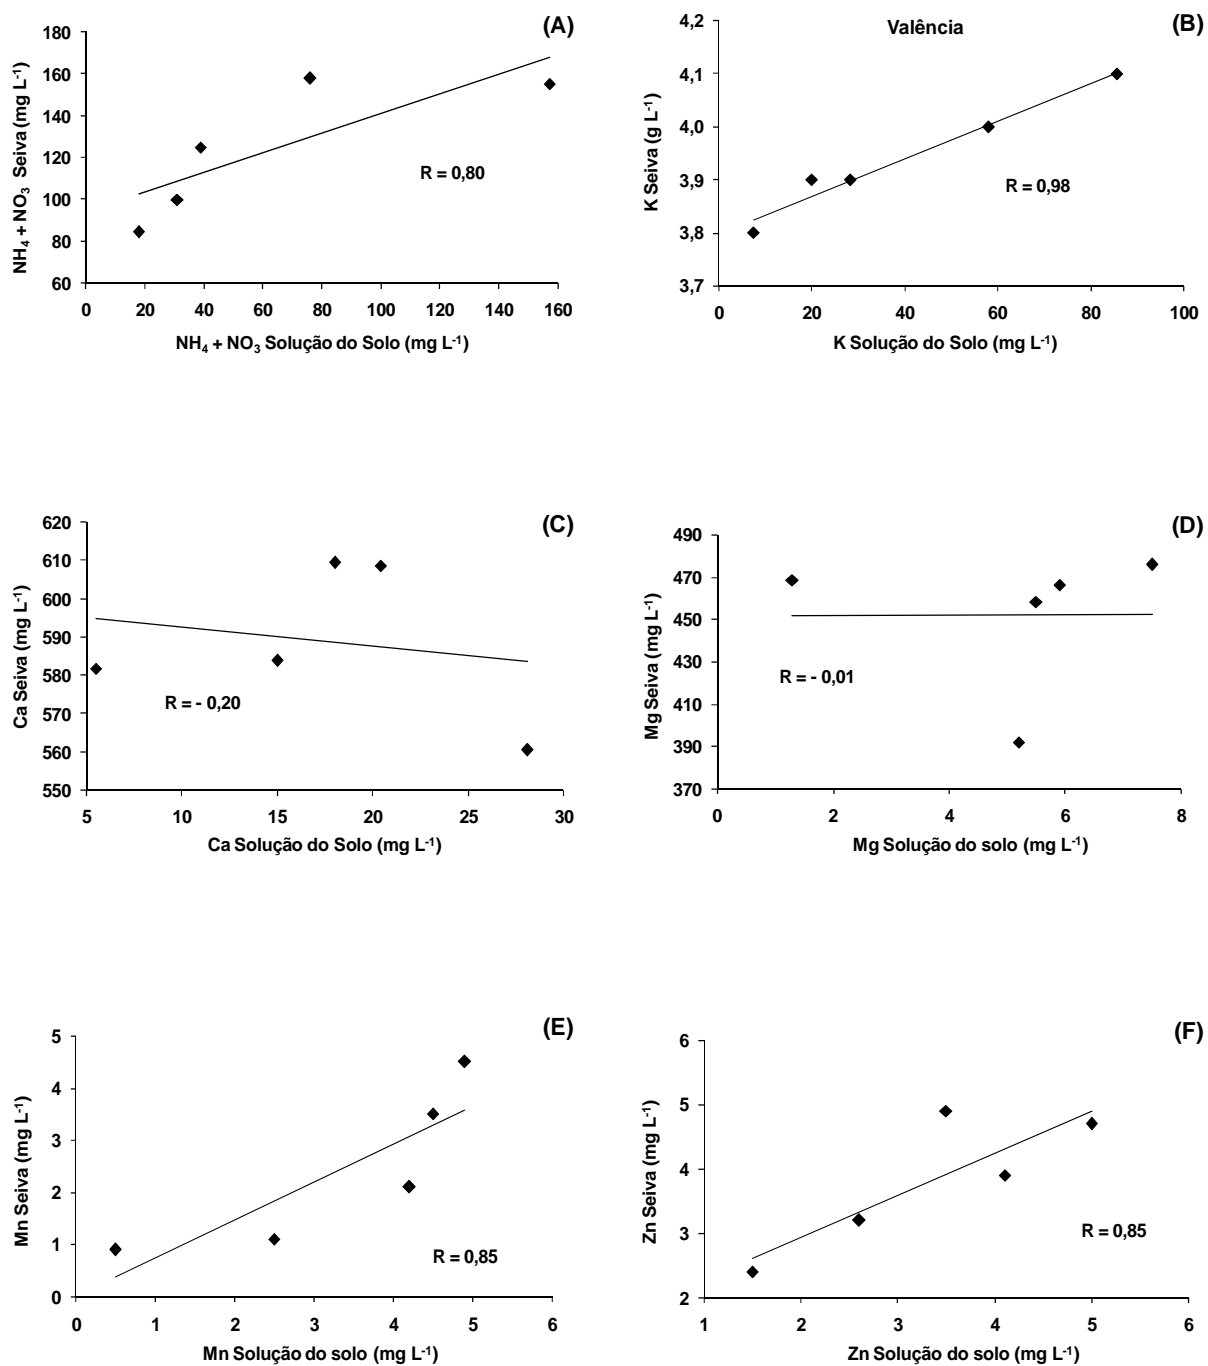 (A)
NH₄ + NO₃ Seiva (mg L⁻¹)
180
160
140
120
100
80
60
R = 0,80
0 20 40 60 80 100 120 140 160
NH₄ + NO₃ Solução do Solo (mg L⁻¹)
Valência
(B)
K Seiva (g L⁻¹)
4,2
4,1
4,0
3,9
3,8
3,7
R = 0,98
0 20 40 60 80 100
K Solução do Solo (mg L⁻¹)
(C)
Ca Seiva (mg L⁻¹)
620
610
600
590
580
570
560
550
R = - 0,20
5 10 15 20 25 30
Ca Solução do Solo (mg L⁻¹)
(D)
Mg Seiva (mg L⁻¹)
490
470
450
430
410
390
370
R = - 0,01
0 2 4 6 8
Mg Solução do solo (mg L⁻¹)
(E)
Mn Seiva (mg L⁻¹)
5
4
3
2
1
0
R = 0,85
0 1 2 3 4 5 6
Mn Solução do solo (mg L⁻¹)
(F)
Zn Seiva (mg L⁻¹)
6
5
4
3
2
R = 0,85
1 2 3 4 5 6
Zn Solução do solo (mg L⁻¹)